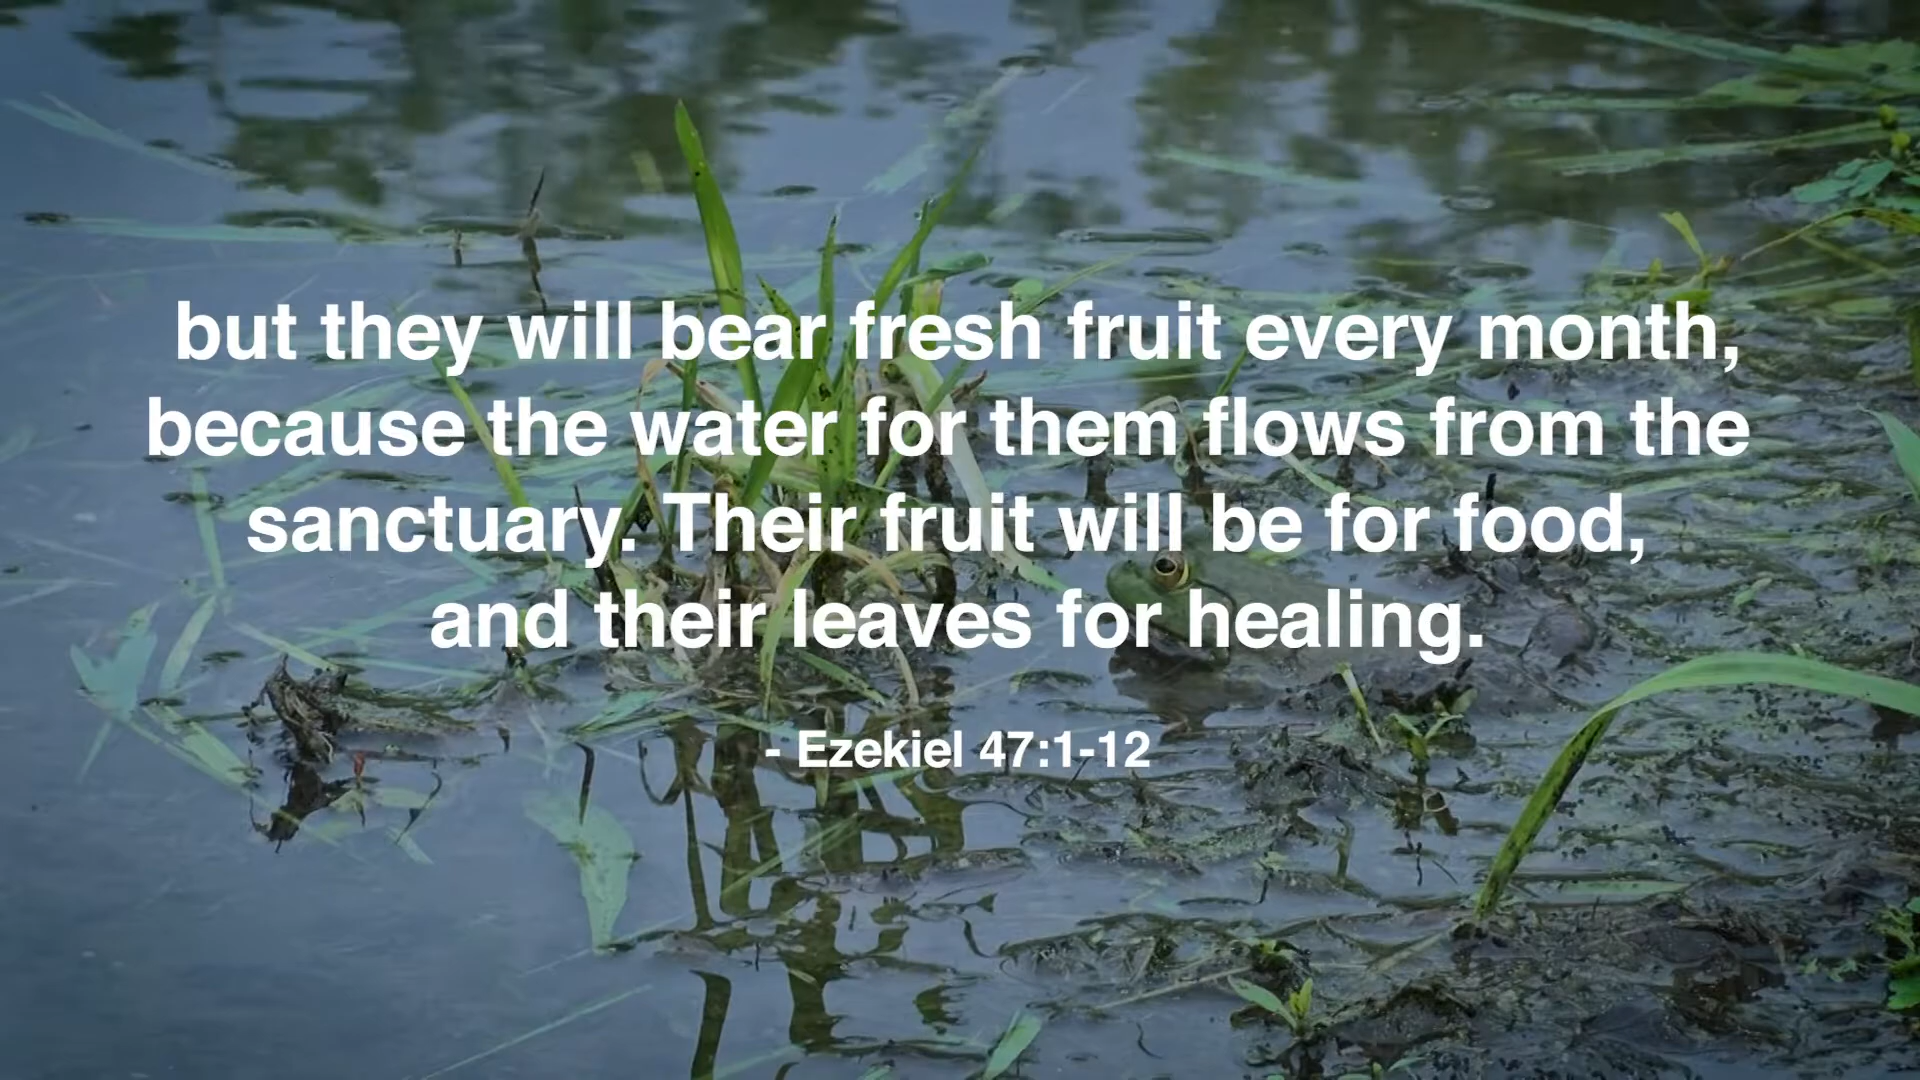 but they will bear fresh fruit every month,
because the water for them flows from the
sanctuary. Their fruit will be for food,
and their leaves for healing.
- Ezekiel 47:1-12